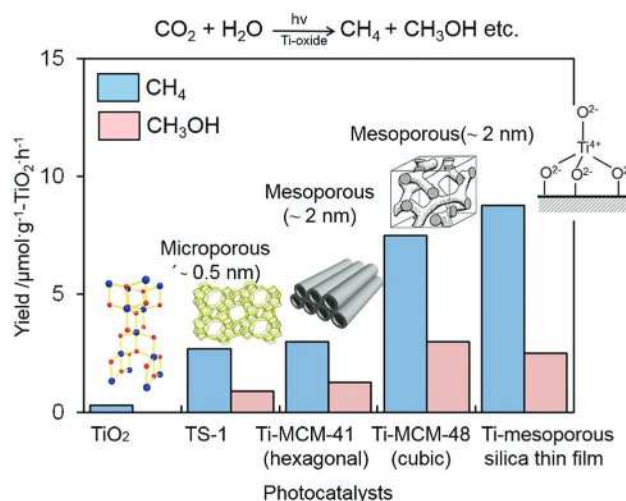 CO₂ + H₂O hν Ti-oxide CH₄ + CH₃OH etc.
15
10
5
0
Yield /μmol·g⁻¹-TiO₂·h⁻¹
CH₄
CH₃OH
Microporous
(~ 0.5 nm)
Mesoporous
(~ 2 nm)
Mesoporous(~ 2 nm)
O²⁻
Ti⁴⁺
O²⁻ O²⁻ O²
TiO₂
TS-1
Ti-MCM-41
(hexagonal)
Ti-MCM-48
(cubic)
Ti-mesoporous
silica thin film
Photocatalysts